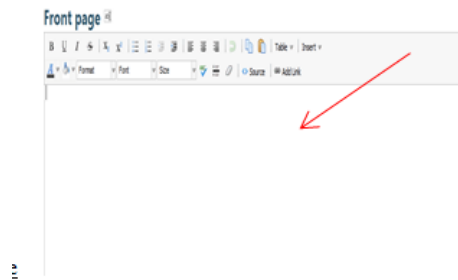 Front page
B U I S X x
Table Insert
A Format Font Size Source Add Link